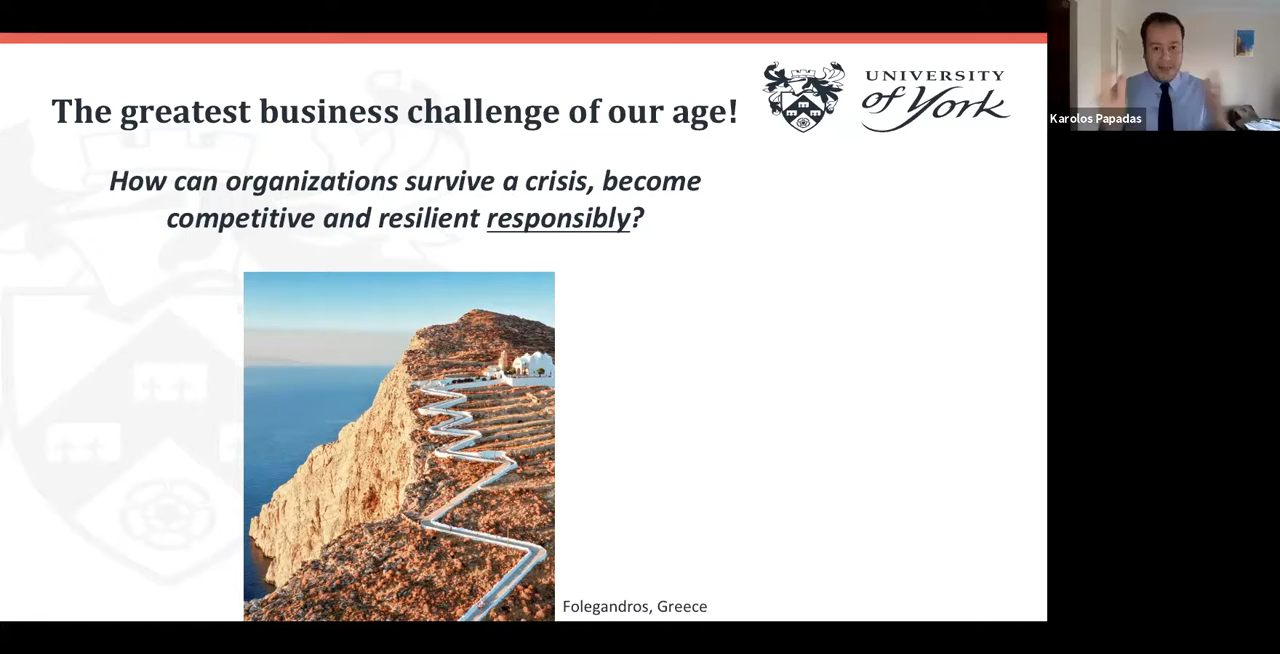 The greatest business challenge of our age!
UNIVERSITY
of York
Karolos Papadas
How can organizations survive a crisis, become
competitive and resilient responsibly?
Folegandros, Greece